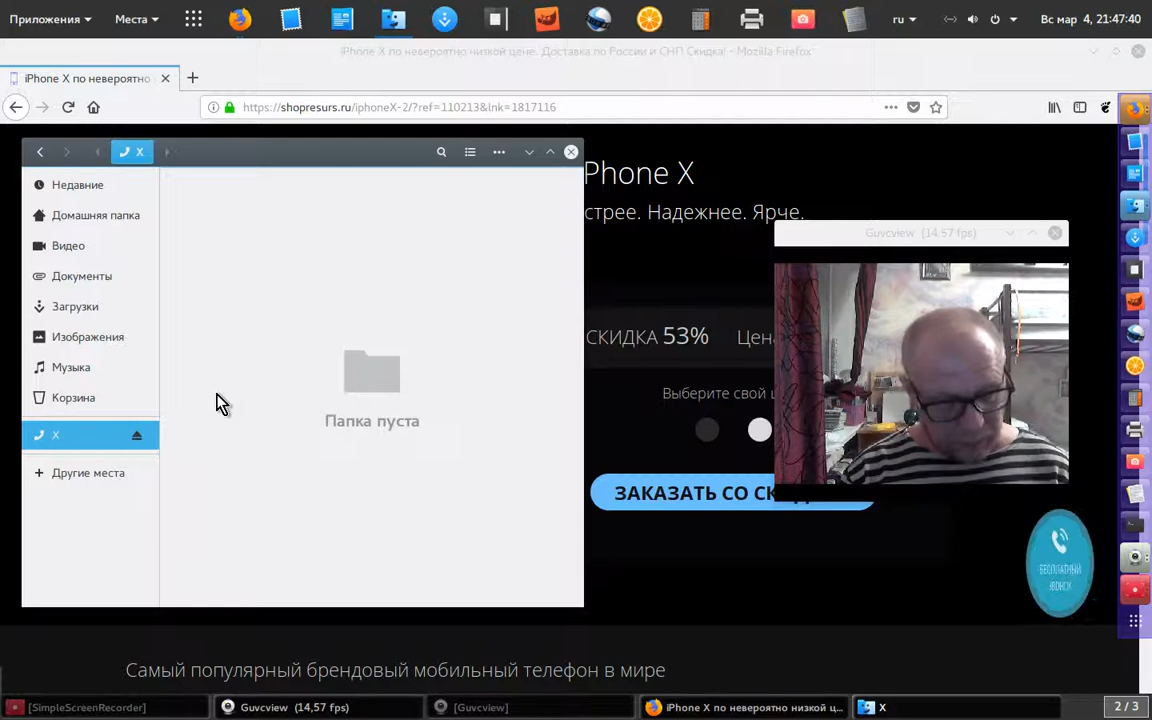 Приложения Места ru Вс мар 4, 21:47:40
iPhone X по невероятно низкой цене. Доставка по России и СНП Скидка! - Mozilla Firefox
iPhone X по невероятно
https://shopresurs.ru/iphoneX-2/?ref=110213&lnk=1817116
X
Недавние
Домашняя папка
Видео
Документы
Загрузки
Изображения
Музыка
Корзина
X
Другие места
Папка пуста
Phone X
стрее. Надежнее. Ярче.
Guvcview (14,57 fps)
СКИДКА 53% Цена
Выберите свой ц
ЗАКАЗАТЬ СО СК
БЕСПЛАТНЫЙ
ЗВОНОК
Самый популярный брендовый мобильный телефон в мире
[SimpleScreenRecorder] Guvcview (14,57 fps) [Guvcview] iPhone X по невероятно низкой ц... X 2 / 3